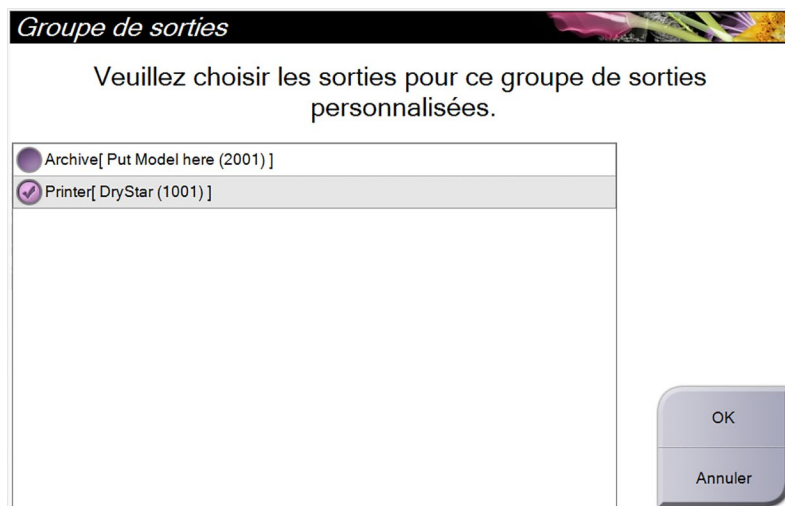 Groupe de sorties
Veuillez choisir les sorties pour ce groupe de sorties
personnalisées.
Archive[ Put Model here (2001) ]
Printer[ DryStar (1001) ]
OK
Annuler